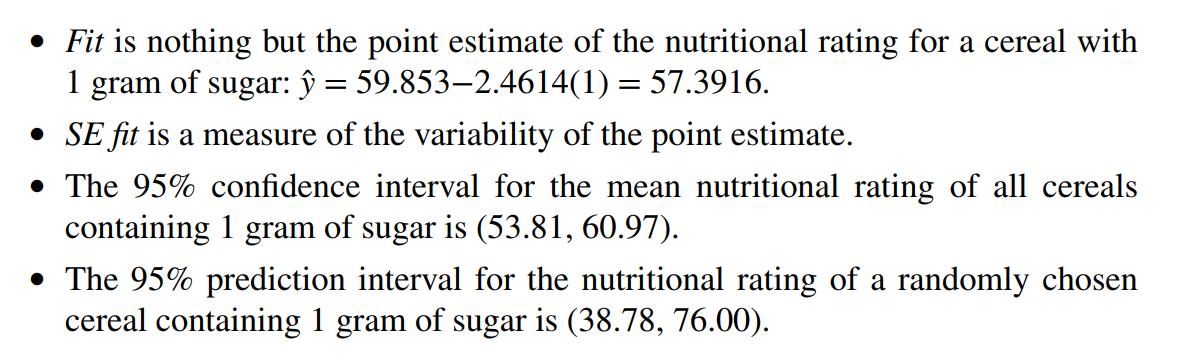 • Fit is nothing but the point estimate of the nutritional rating for a cereal with
1 gram of sugar: ŷ = 59.853–2.4614(1) = 57.3916.
• SE fit is a measure of the variability of the point estimate.
• The 95% confidence interval for the mean nutritional rating of all cereals
containing 1 gram of sugar is (53.81, 60.97).
• The 95% prediction interval for the nutritional rating of a randomly chosen
cereal containing 1 gram of sugar is (38.78, 76.00).